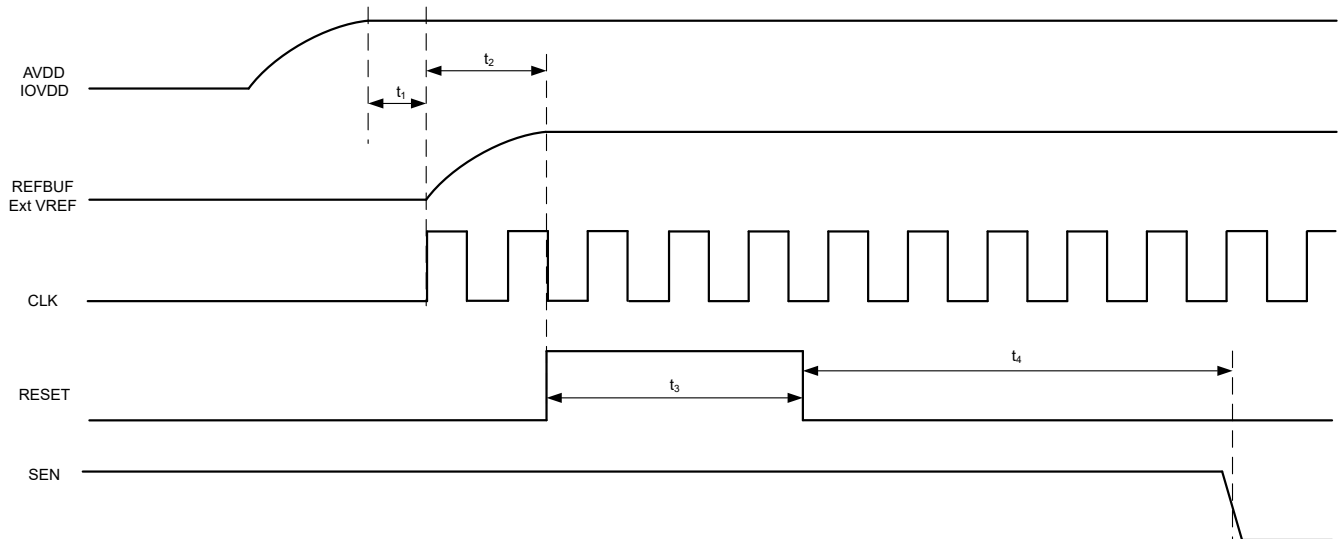 AVDD
IOVDD
t₁
t₂
REFBUF
Ext VREF
CLK
RESET
t₃
t₄
SEN